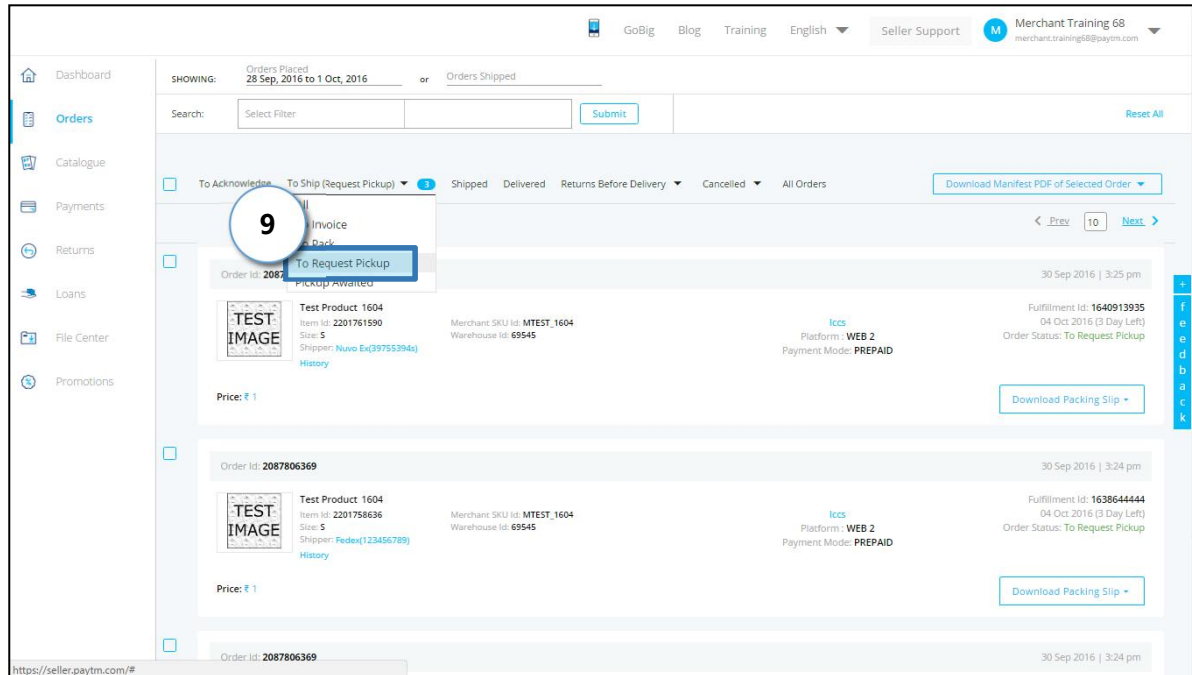 GoBig Blog Training English Seller Support M Merchant Training 68
merchant.training68@paytm.com
Dashboard
Orders
Catalogue
Payments
Returns
Loans
File Center
Promotions
SHOWING: Orders Placed
28 Sep, 2016 to 1 Oct, 2016 or Orders Shipped
Search: Select Filter Submit Reset All
To Acknowledge To Ship (Request Pickup) 3 Shipped Delivered Returns Before Delivery Cancelled All Orders Download Manifest PDF of Selected Order
9
Invoice
Pack
To Request Pickup
Pickup Awaited
< Prev 10 Next >
Order Id: 2087 30 Sep 2016 | 3:25 pm
TEST IMAGE
Test Product 1604
Item Id: 2201761590
Size: S
Shipper: Nuvo Ex(39755394s)
History
Merchant SKU Id: MTEST_1604
Warehouse Id: 69545
lccs
Platform : WEB 2
Payment Mode: PREPAID
Fulfillment Id: 1640913935
04 Oct 2016 (3 Day Left)
Order Status: To Request Pickup
Price: ₹ 1
Download Packing Slip
Order Id: 2087806369 30 Sep 2016 | 3:24 pm
TEST IMAGE
Test Product 1604
Item Id: 2201758636
Size: S
Shipper: Fedex(123456789)
History
Merchant SKU Id: MTEST_1604
Warehouse Id: 69545
lccs
Platform : WEB 2
Payment Mode: PREPAID
Fulfillment Id: 1638644444
04 Oct 2016 (3 Day Left)
Order Status: To Request Pickup
Price: ₹ 1
Download Packing Slip
Order Id: 2087806369 30 Sep 2016 | 3:24 pm
+ feedback
https://seller.paytm.com/#